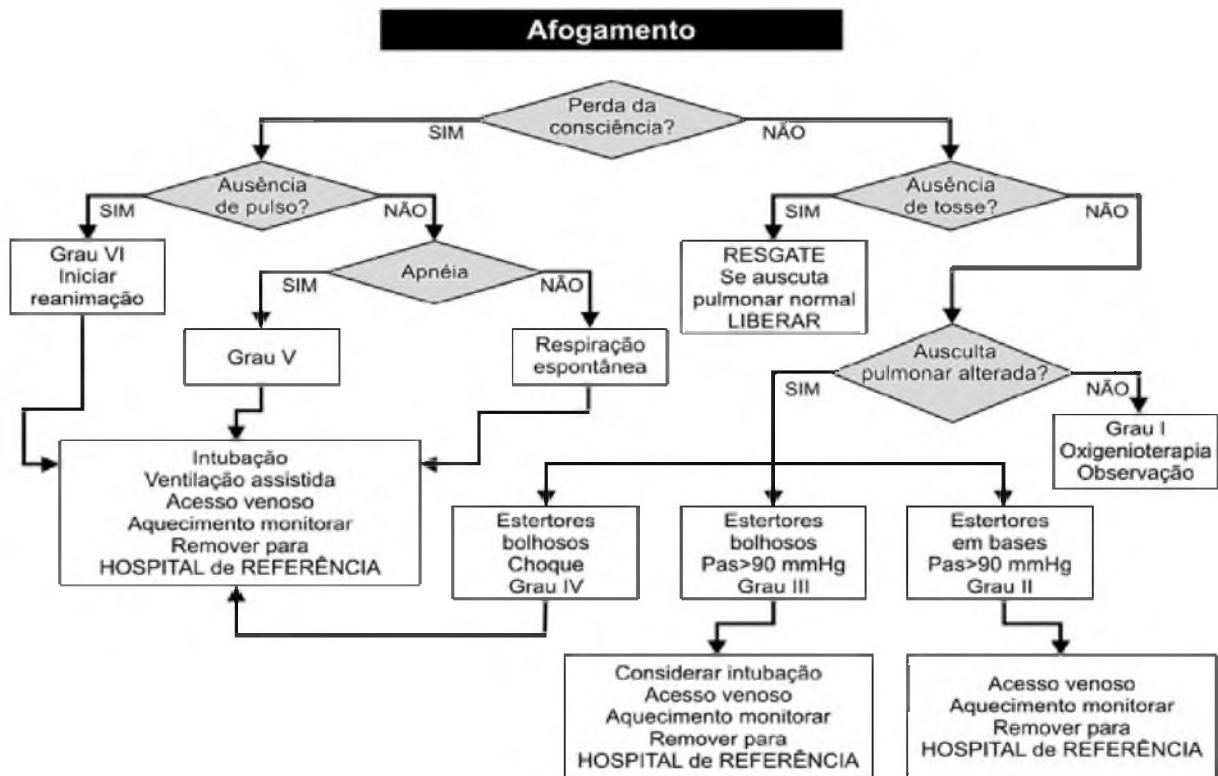 Afogamento
Perda da
consciência?
SIM
NÃO
Ausência
de pulso?
SIM
NÃO
Ausência
de tosse?
SIM
NÃO
Grau VI
Iniciar
reanimação
Apnéia
SIM
NÃO
RESGATE
Se auscuta
pulmonar normal
LIBERAR
Grau V
Respiração
espontânea
Ausculta
pulmonar alterada?
SIM
NÃO
Grau I
Oxigenioterapia
Observação
Intubação
Ventilação assistida
Acesso venoso
Aquecimento monitorar
Remover para
HOSPITAL de REFERÊNCIA
Estertores
bolhosos
Choque
Grau IV
Estertores
bolhosos
Pas>90 mmHg
Grau III
Estertores
em bases
Pas>90 mmHg
Grau II
Considerar intubação
Acesso venoso
Aquecimento monitorar
Remover para
HOSPITAL de REFERÊNCIA
Acesso venoso
Aquecimento monitorar
Remover para
HOSPITAL de REFERÊNCIA